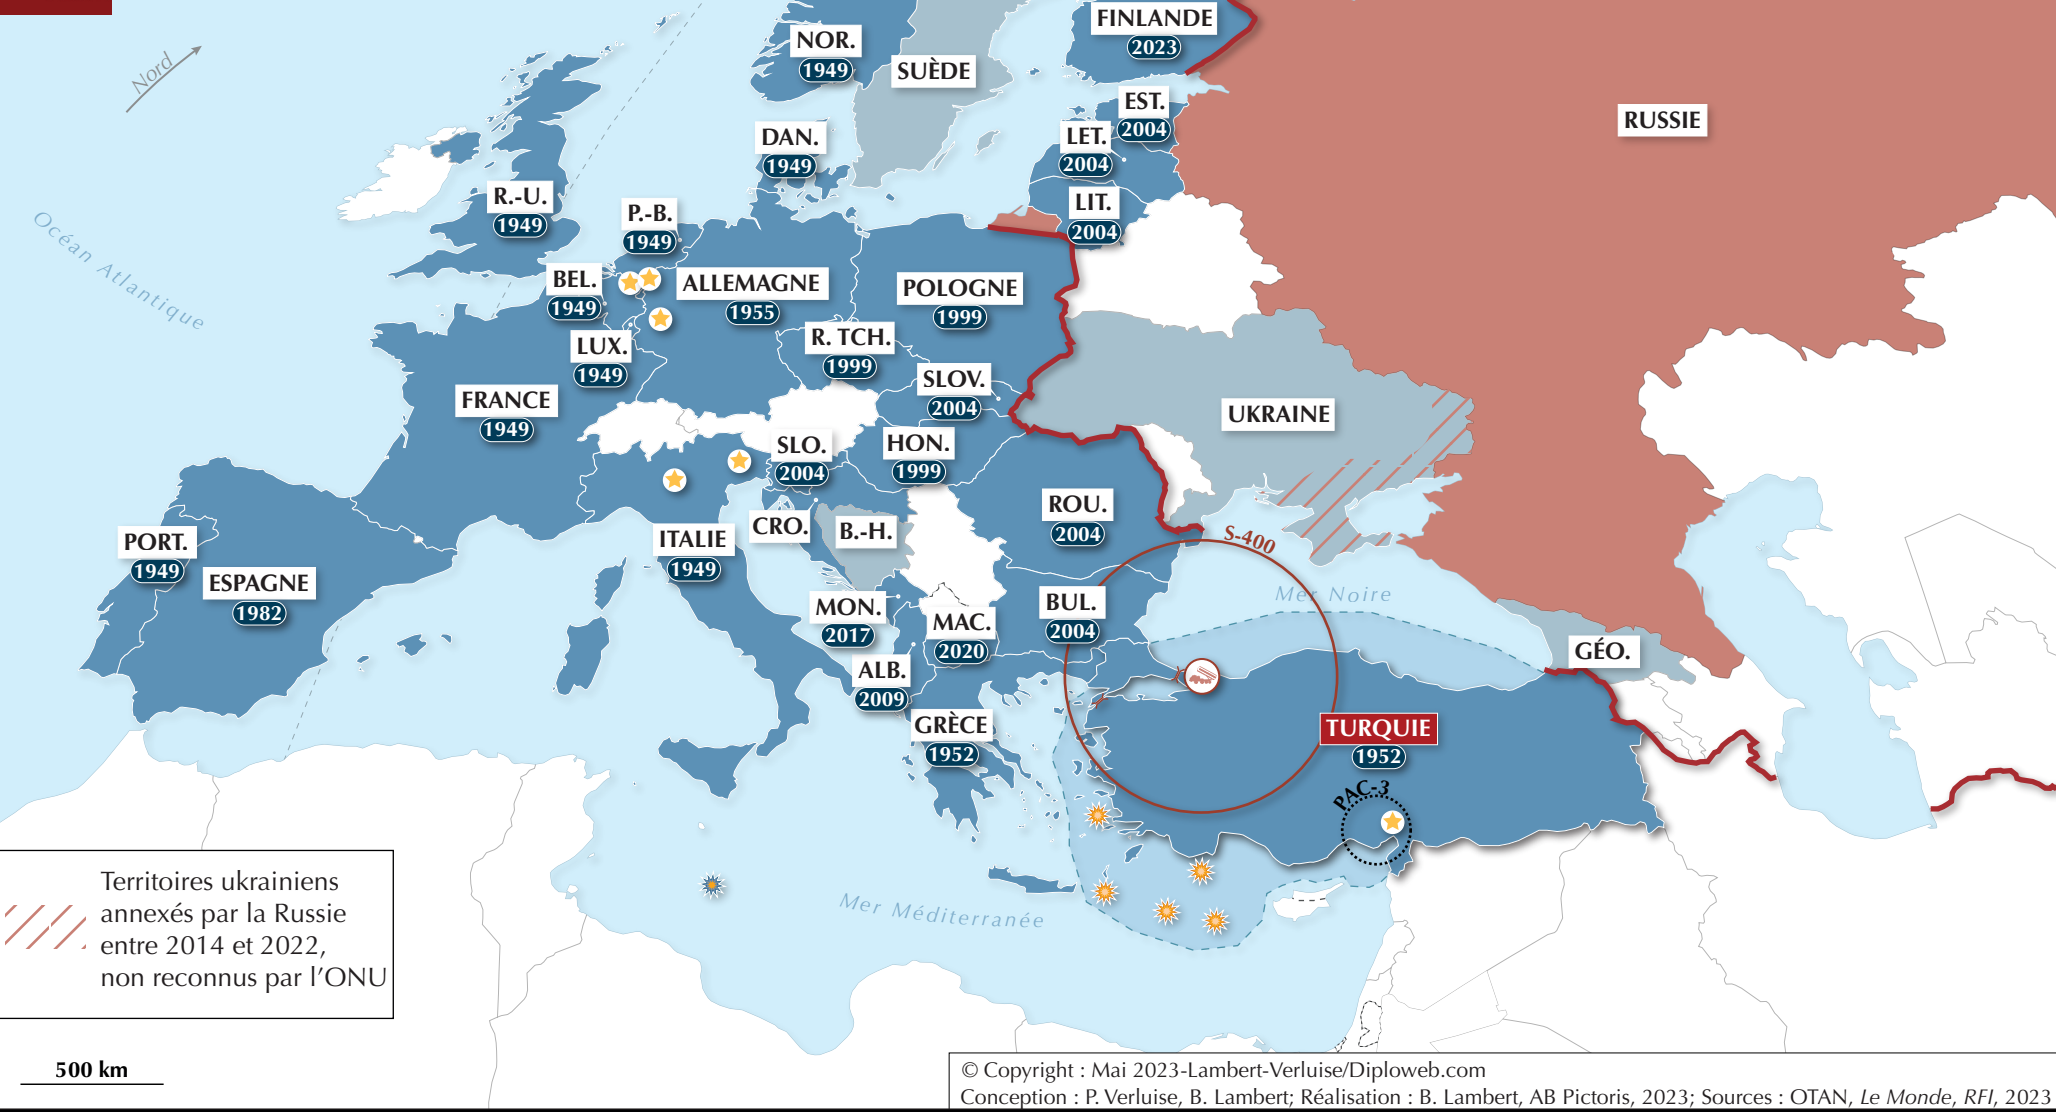 Nord
NOR.
1949
SUÈDE
FINLANDE
2023
RUSSIE
EST.
2004
LET.
2004
DAN.
1949
LIT.
2004
R.-U.
1949
P.-B.
1949
Océan Atlantique
BEL.
1949
ALLEMAGNE
1955
POLOGNE
1999
LUX.
1949
R. TCH.
1999
SLOV.
2004
FRANCE
1949
UKRAINE
SLO.
2004
HON.
1999
ROU.
2004
PORT.
1949
ESPAGNE
1982
ITALIE
1949
CRO.
B.-H.
S-400
Mer Noire
MON.
2017
MAC.
2020
BUL.
2004
GÉO.
ALB.
2009
GRÈCE
1952
TURQUIE
1952
PAC-3
Mer Méditerranée
Territoires ukrainiens
annexés par la Russie
entre 2014 et 2022,
non reconnus par l'ONU
500 km
© Copyright : Mai 2023-Lambert-Verluise/Diploweb.com
Conception : P. Verluise, B. Lambert; Réalisation : B. Lambert, AB Pictoris, 2023; Sources : OTAN, Le Monde, RFI, 2023